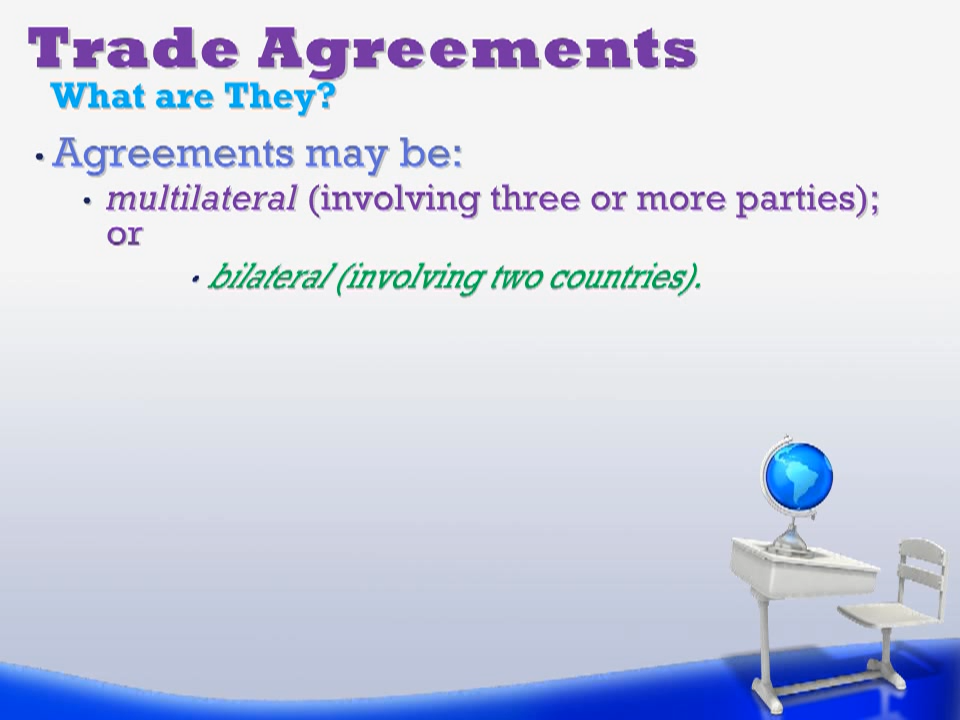 Trade Agreements
What are They?
• Agreements may be:
• multilateral (involving three or more parties);
or
• bilateral (involving two countries).